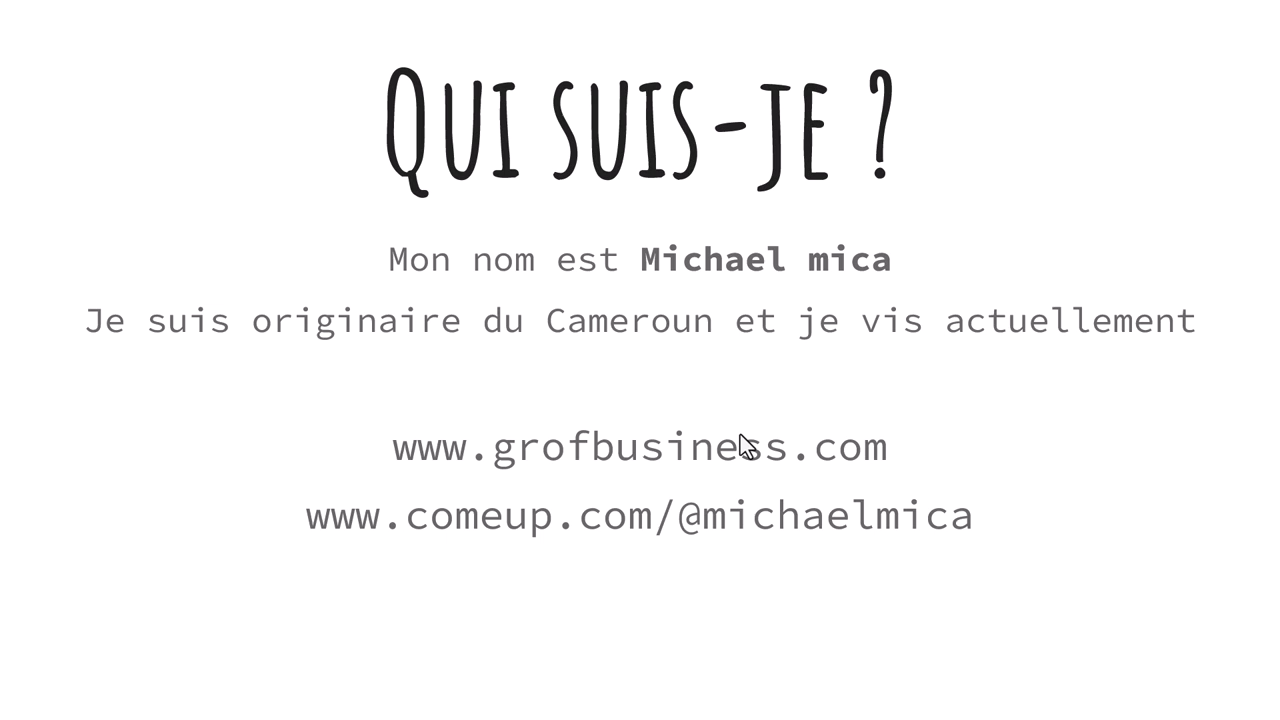 Qui suis-je ?
Mon nom est Michael mica
Je suis originaire du Cameroun et je vis actuellement
www.grofbusiness.com
www.comeup.com/@michaelmica